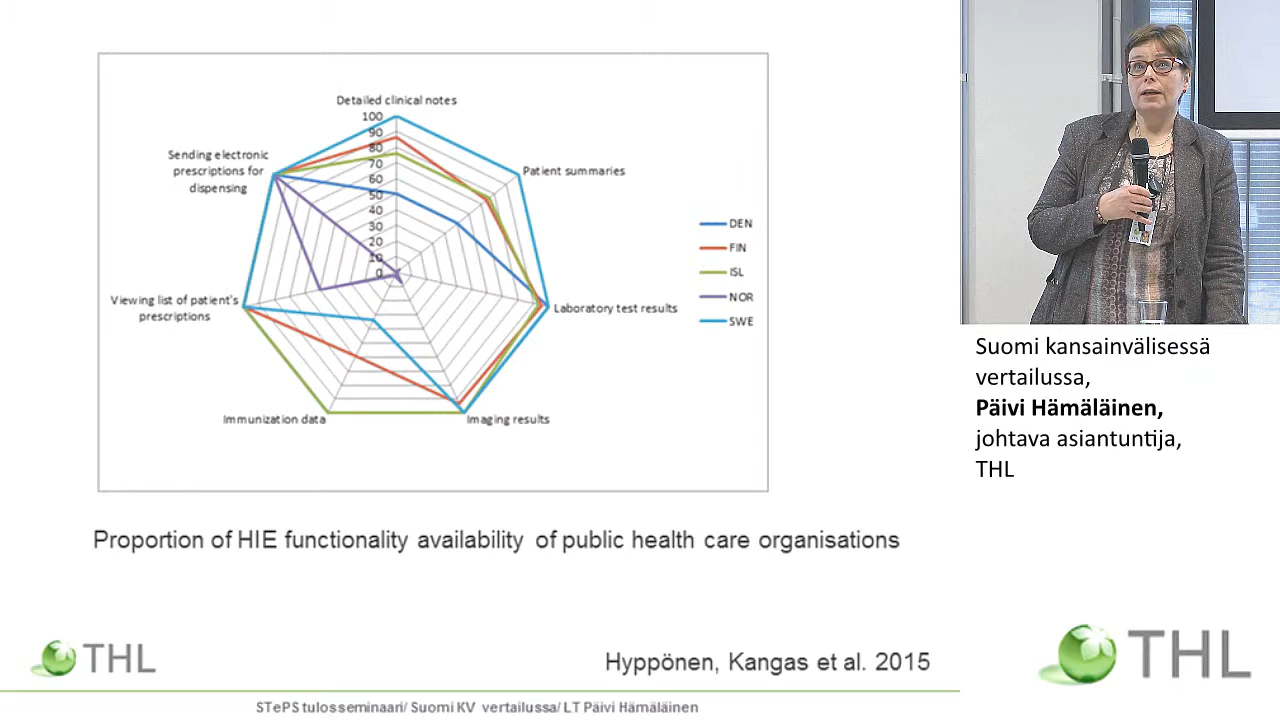 Detailed clinical notes
100
90
80
70
60
50
40
30
20
10
0
Sending electronic
prescriptions for
dispensing
Patient summaries
Viewing list of patient's
prescriptions
Laboratory test results
Immunization data
Imaging results
DEN
FIN
ISL
NOR
SWE
Proportion of HIE functionality availability of public health care organisations
THL
Hyppönen, Kangas et al. 2015
STePS tulosseminaari/ Suomi KV vertailussa/ LT Päivi Hämäläinen
Suomi kansainvälisessä
vertailussa,
Päivi Hämäläinen,
johtava asiantuntija,
THL
THL